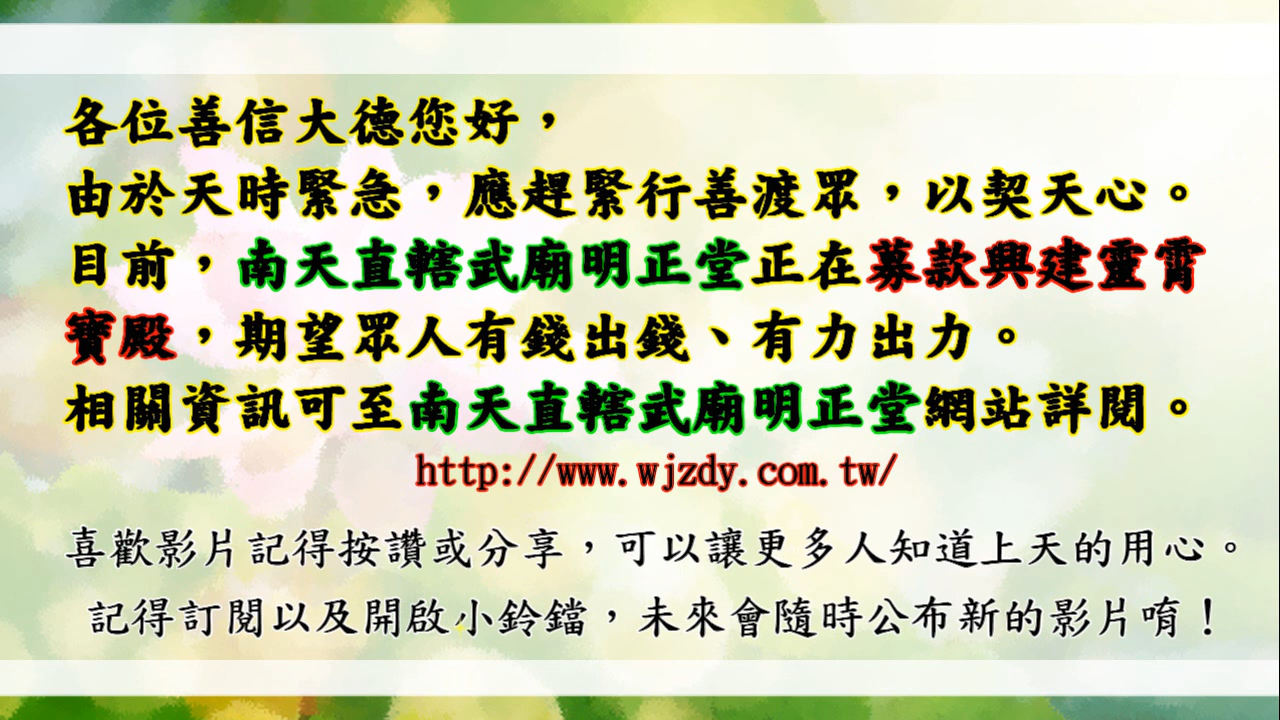 各位善信大德您好，
由於天時緊急，應趕緊行善渡眾，以契天心。
目前，南天直轄武廟明正堂正在募款興建靈霄
寶殿，期望眾人有錢出錢、有力出力。
相關資訊可至南天直轄武廟明正堂網站詳閱。
http://www.wjzdy.com.tw/
喜歡影片記得按讚或分享，可以讓更多人知道上天的用心。
記得訂閱以及開啟小鈴鐺，未來會隨時公布新的影片唷！